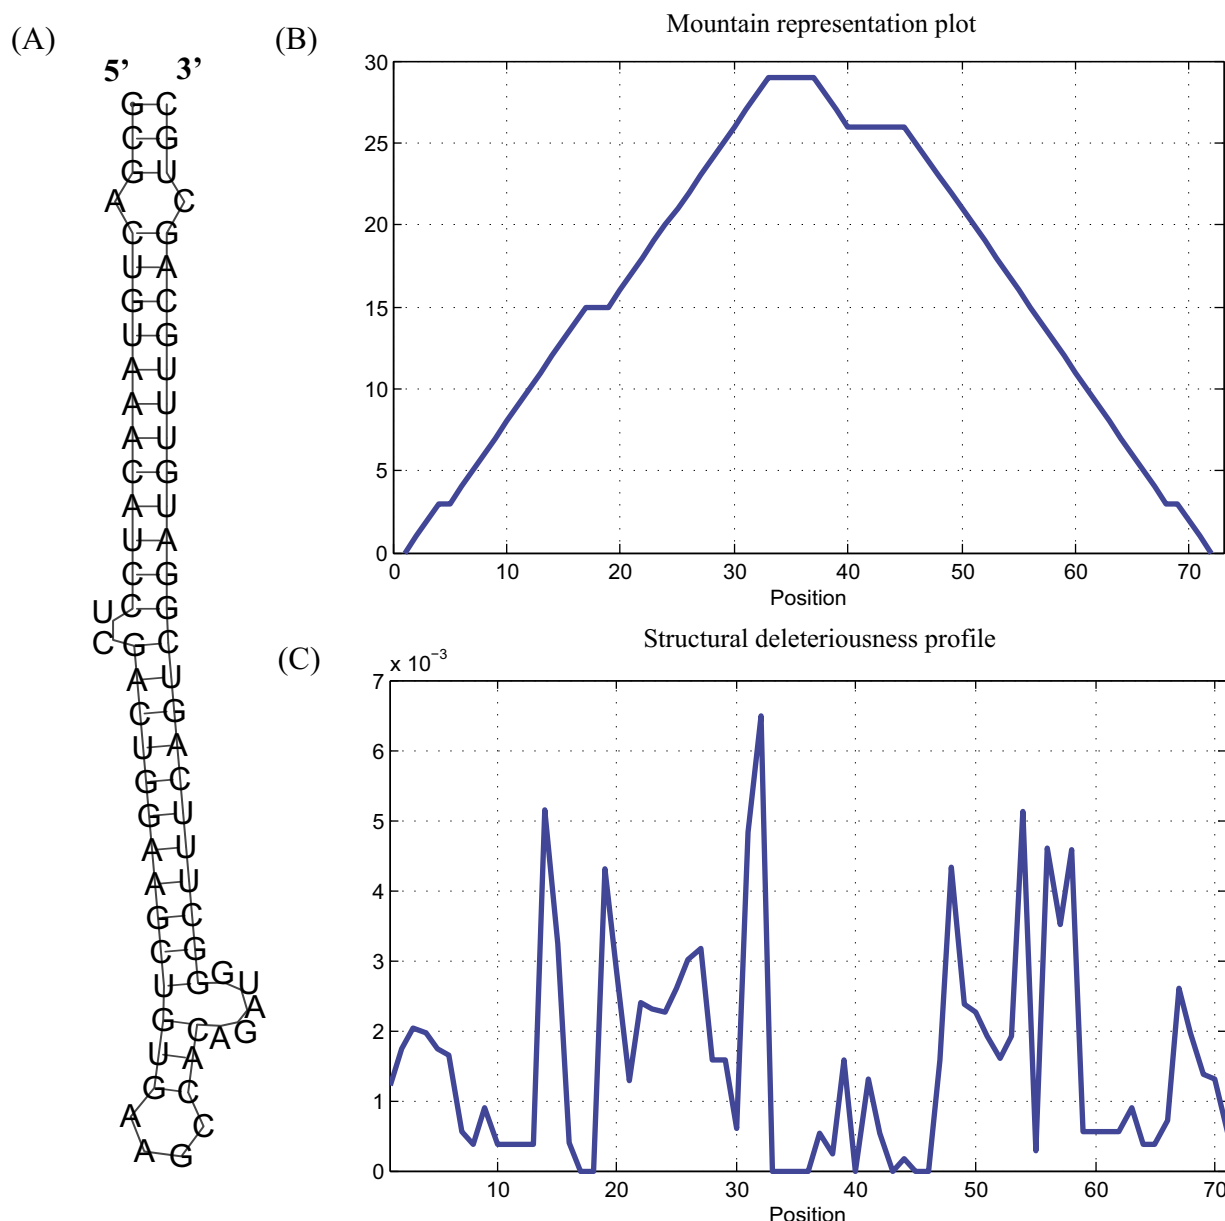 (A)
5’ 3’
G C
C G
G U
A C
C G
U A
G C
U G
A U
A U
A U
C G
A U
U A
C G
U C G
C G C
A U
C G
U A
G C
G U
A U
A U
G C
C G
U G G U
A
G C A G
U A
G C
A C
A G
(B)
Mountain representation plot
30
25
20
15
10
5
0
0 10 20 30 40 50 60 70
Position
(C)
Structural deleteriousness profile
x 10⁻³
7
6
5
4
3
2
1
0
10 20 30 40 50 60 70
Position